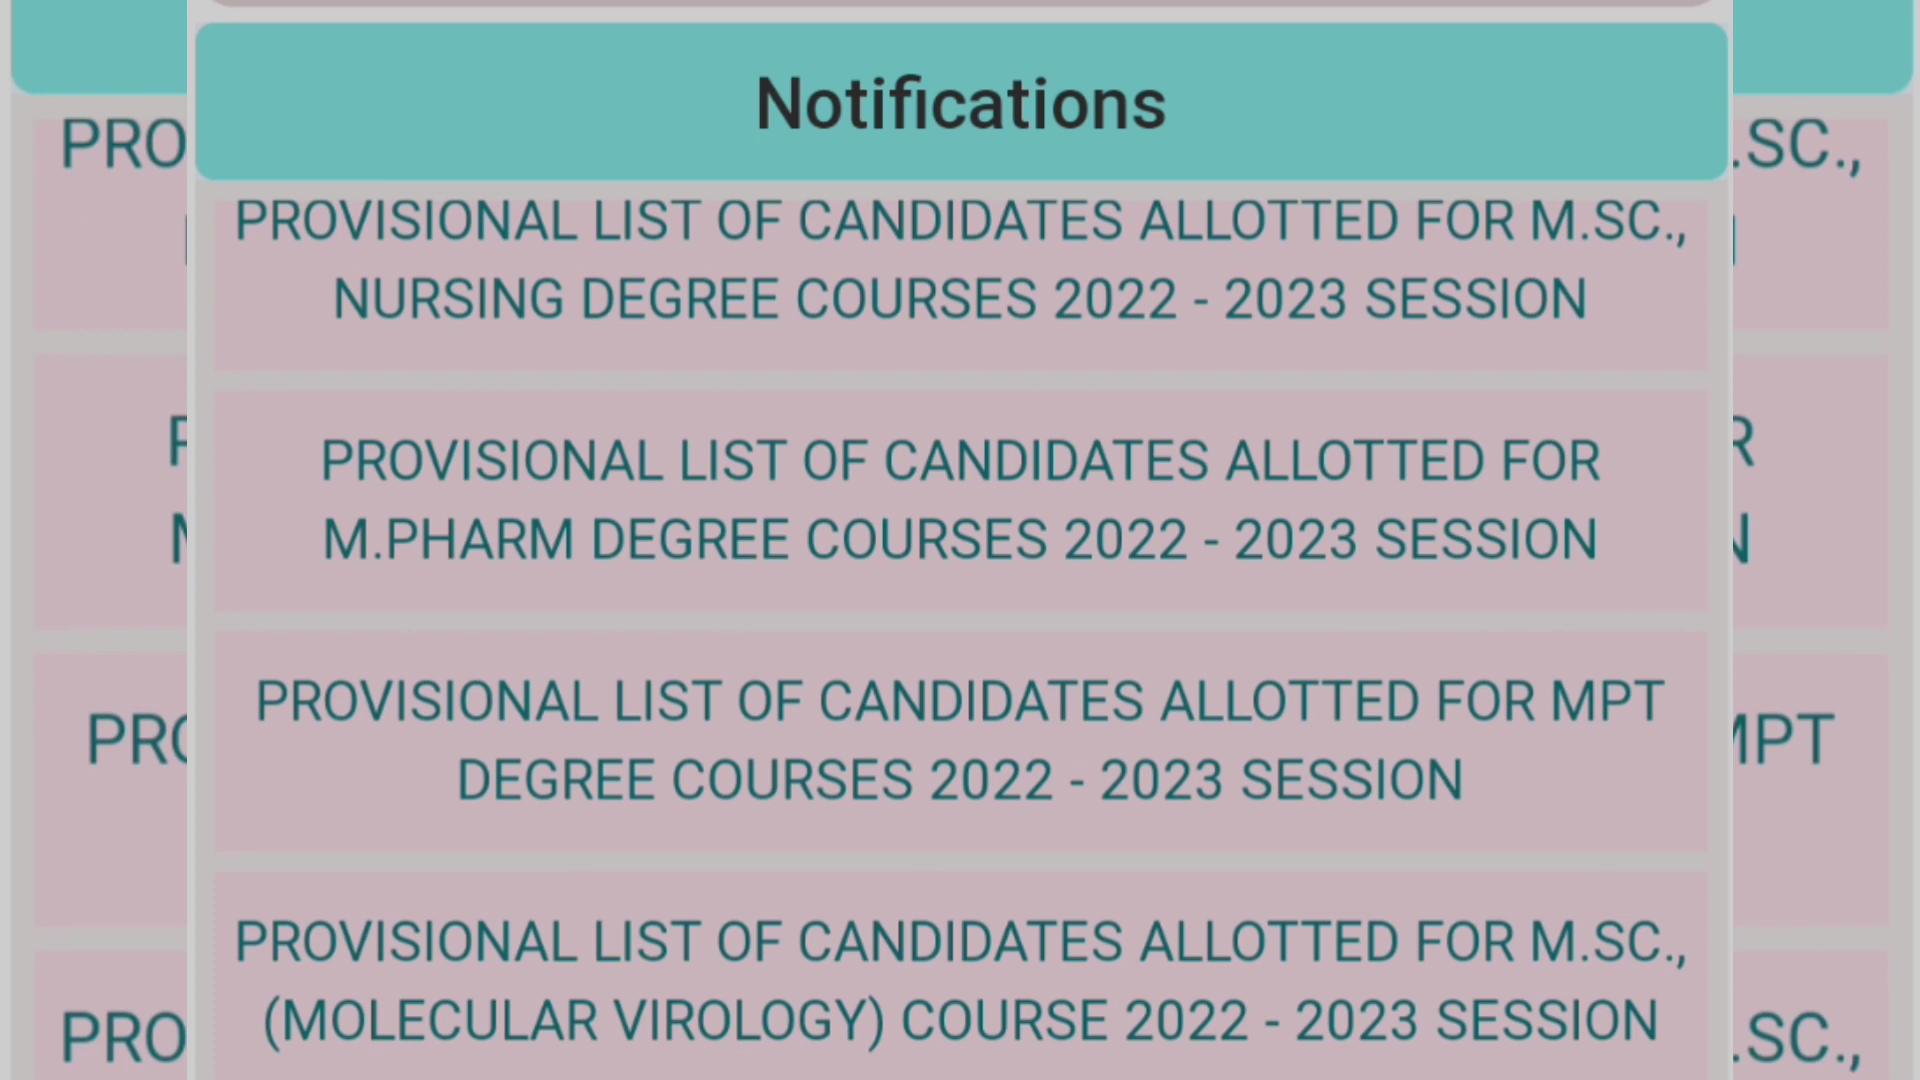 Notifications
PROVISIONAL LIST OF CANDIDATES ALLOTTED FOR M.SC.,
NURSING DEGREE COURSES 2022 - 2023 SESSION
PROVISIONAL LIST OF CANDIDATES ALLOTTED FOR
M.PHARM DEGREE COURSES 2022 - 2023 SESSION
PROVISIONAL LIST OF CANDIDATES ALLOTTED FOR MPT
DEGREE COURSES 2022 - 2023 SESSION
PROVISIONAL LIST OF CANDIDATES ALLOTTED FOR M.SC.,
(MOLECULAR VIROLOGY) COURSE 2022 - 2023 SESSION